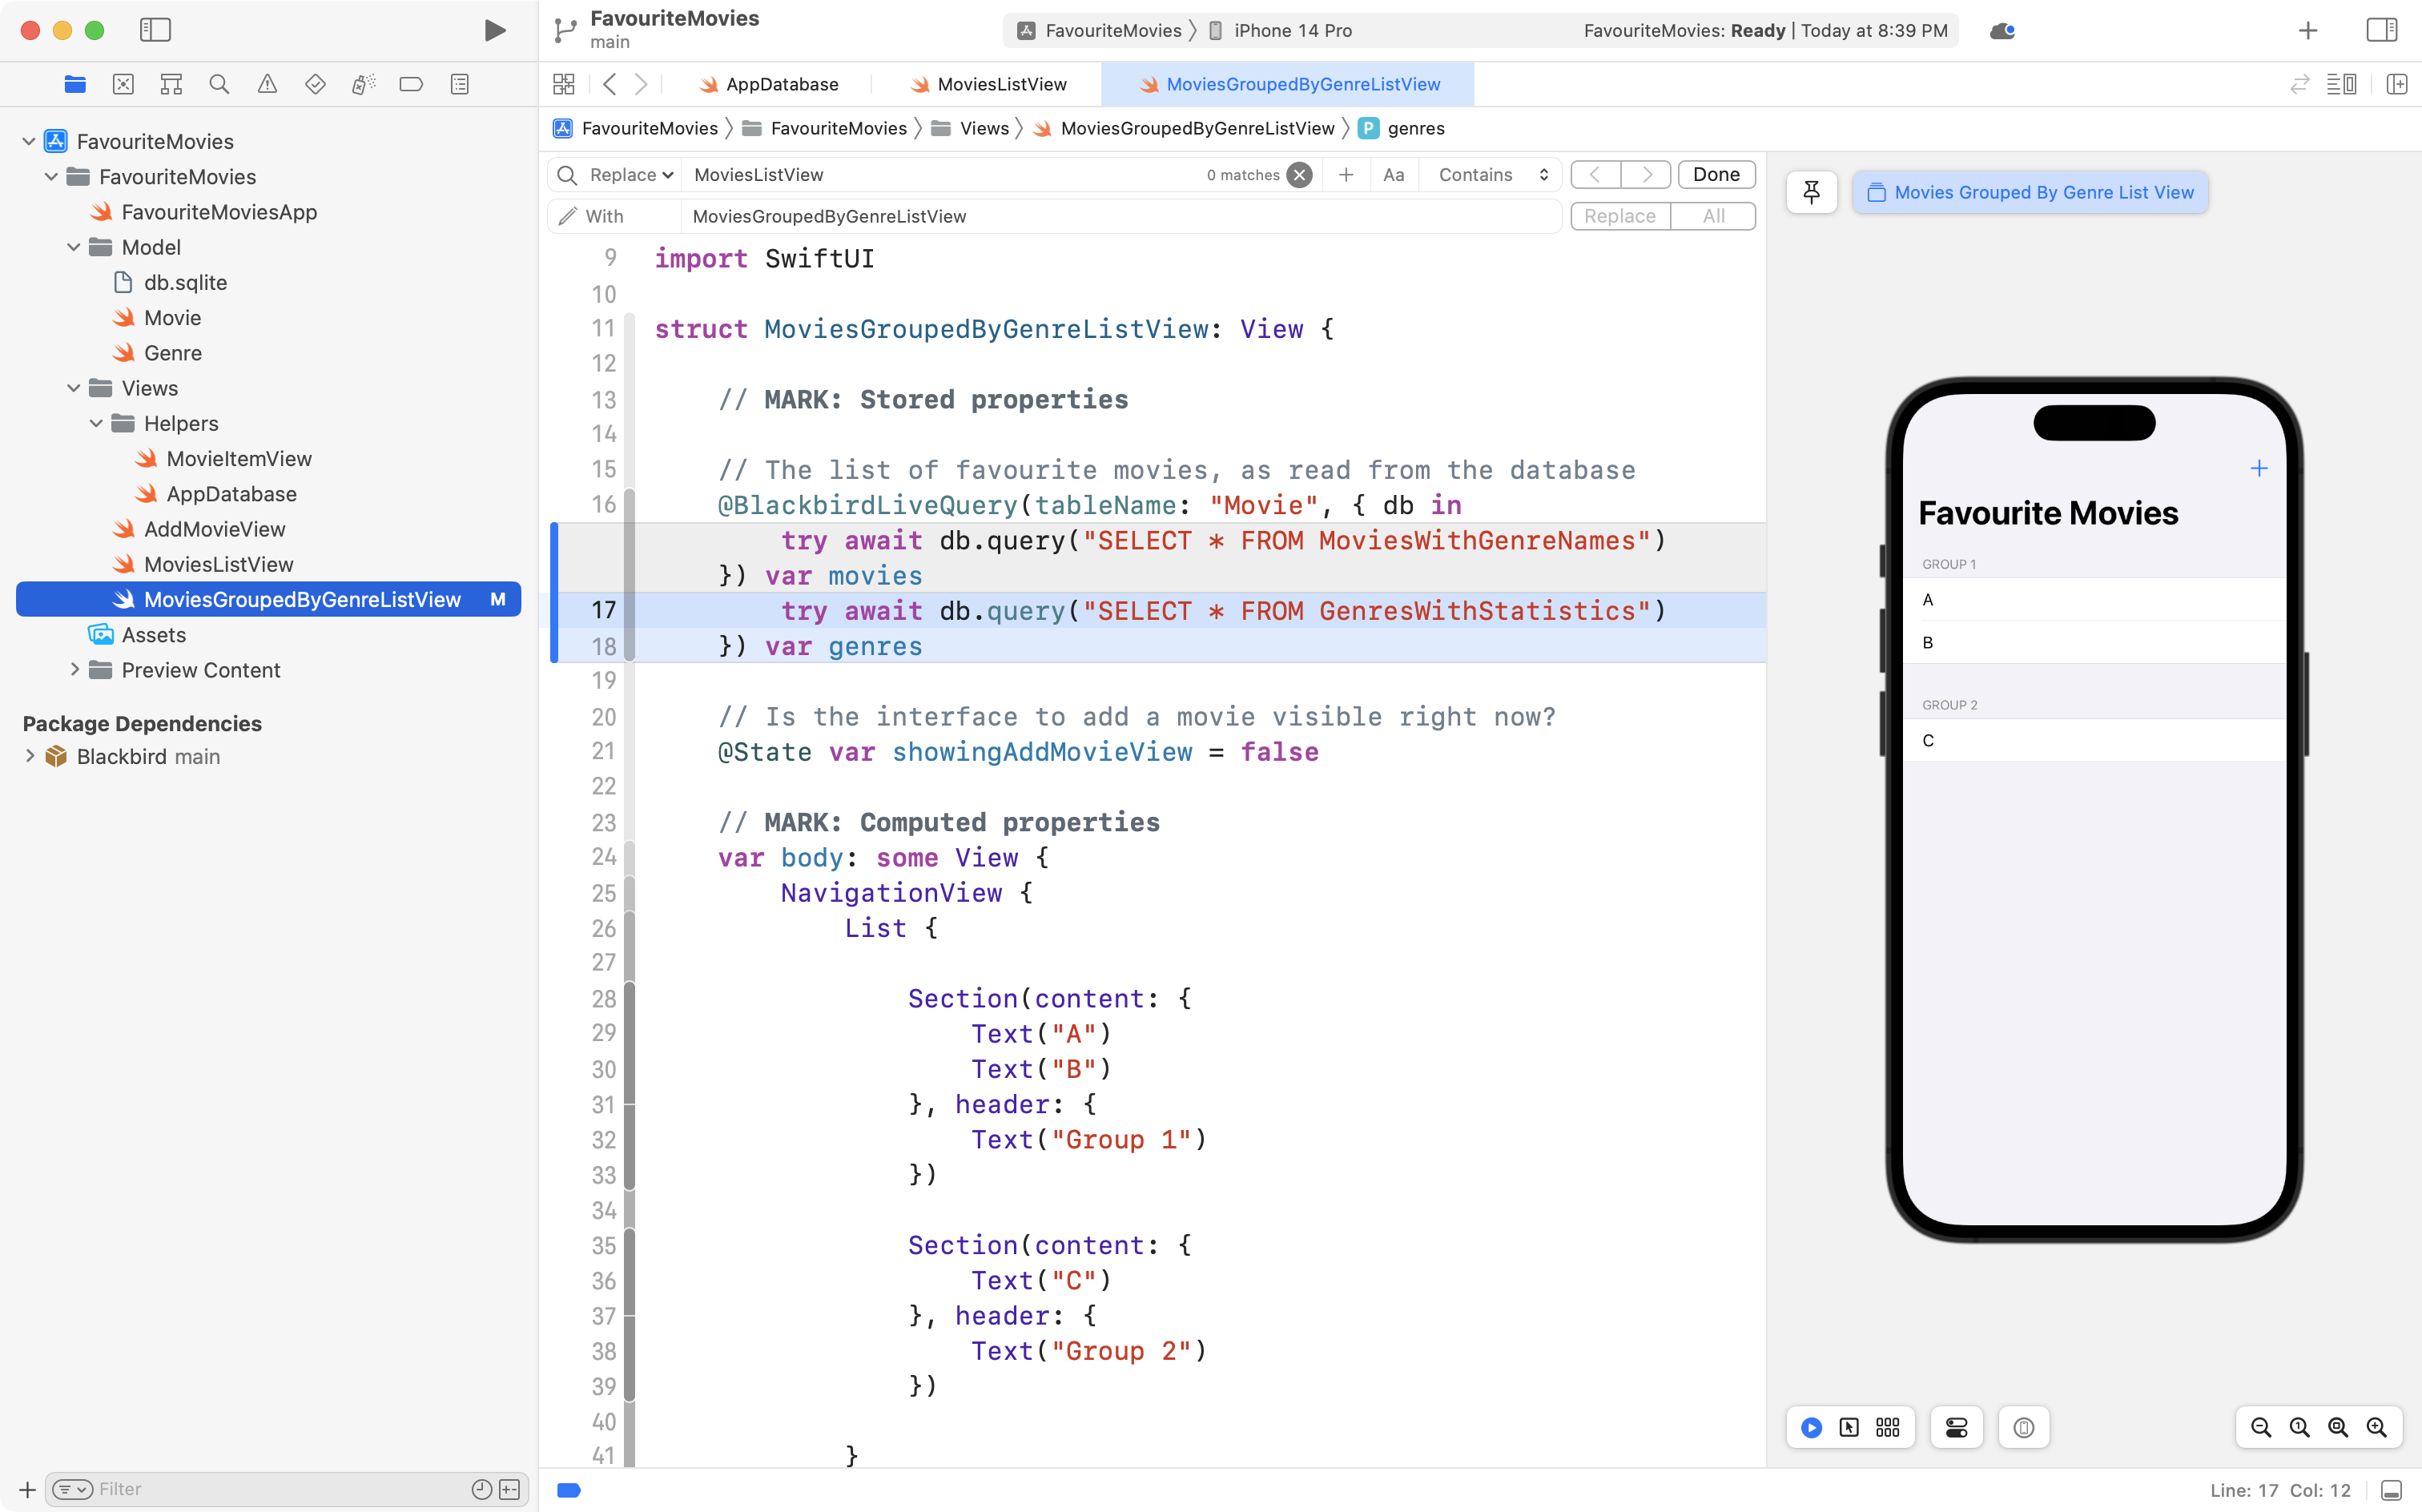 FavouriteMovies
main
FavouriteMovies
iPhone 14 Pro
FavouriteMovies: Ready | Today at 8:39 PM
AppDatabase
MoviesListView
MoviesGroupedByGenreListView
FavouriteMovies
FavouriteMovies
Views
MoviesGroupedByGenreListView
P genres
FavouriteMovies
FavouriteMovies
FavouriteMoviesApp
Model
db.sqlite
Movie
Genre
Views
Helpers
MovieItemView
AppDatabase
AddMovieView
MoviesListView
MoviesGroupedByGenreListView M
Assets
Preview Content
Package Dependencies
Blackbird main
Filter
Replace MoviesListView 0 matches Aa Contains Done
With MoviesGroupedByGenreListView Replace All
9 import SwiftUI
10
11 struct MoviesGroupedByGenreListView: View {
12
13 // MARK: Stored properties
14
15 // The list of favourite movies, as read from the database
16 @BlackbirdLiveQuery(tableName: "Movie", { db in
try await db.query("SELECT * FROM MoviesWithGenreNames")
}) var movies
17 try await db.query("SELECT * FROM GenresWithStatistics")
18 }) var genres
19
20 // Is the interface to add a movie visible right now?
21 @State var showingAddMovieView = false
22
23 // MARK: Computed properties
24 var body: some View {
25 NavigationView {
26 List {
27
28 Section(content: {
29 Text("A")
30 Text("B")
31 }, header: {
32 Text("Group 1")
33 })
34
35 Section(content: {
36 Text("C")
37 }, header: {
38 Text("Group 2")
39 })
40
41 }
Movies Grouped By Genre List View
+
Favourite Movies
GROUP 1
A
B
GROUP 2
C
Line: 17 Col: 12